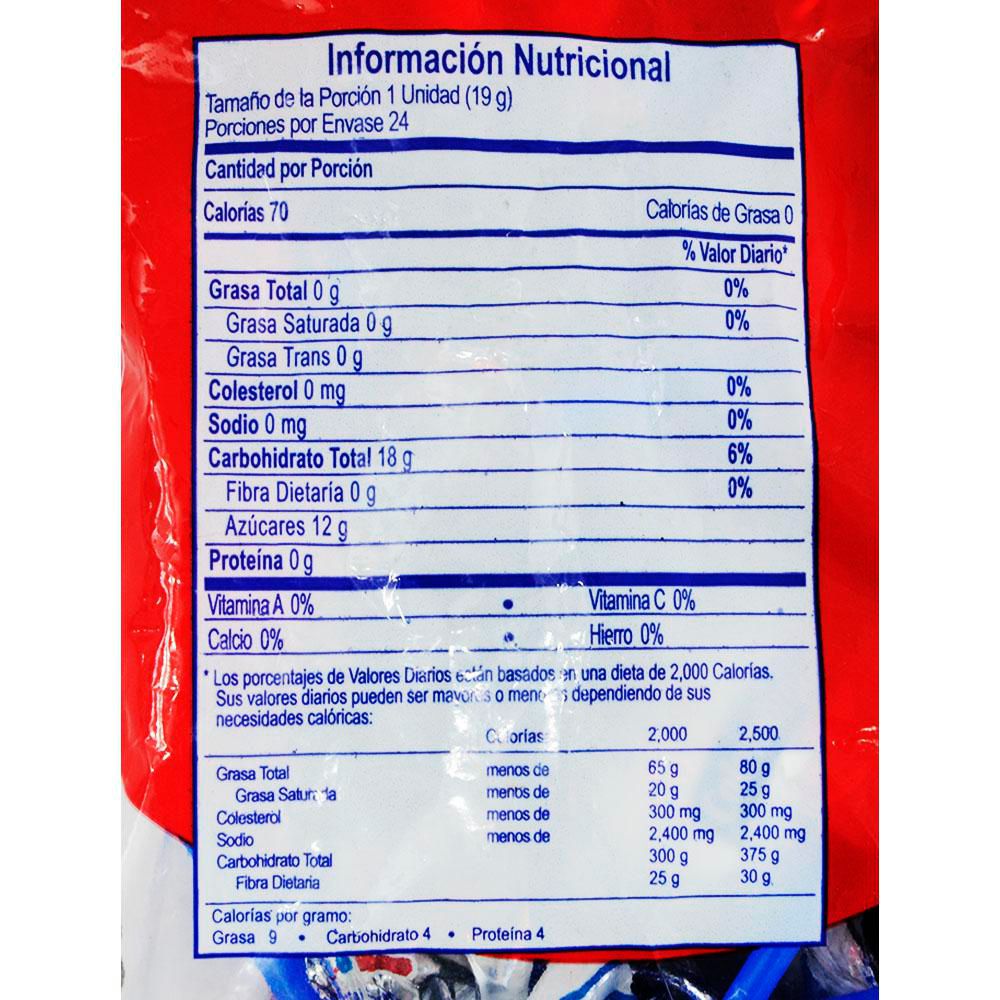 Información Nutricional
Tamaño de la Porción 1 Unidad (19 g)
Porciones por Envase 24
Cantidad por Porción
Calorías 70 Calorías de Grasa 0
% Valor Diario*
Grasa Total 0 g 0%
Grasa Saturada 0 g 0%
Grasa Trans 0 g
Colesterol 0 mg 0%
Sodio 0 mg 0%
Carbohidrato Total 18 g 6%
Fibra Dietaría 0 g 0%
Azúcares 12 g
Proteína 0 g
Vitamina A 0% • Vitamina C 0%
Calcio 0% • Hierro 0%
* Los porcentajes de Valores Diarios están basados en una dieta de 2,000 Calorías.
Sus valores diarios pueden ser mayores o menores dependiendo de sus
necesidades calóricas:
Calorías 2,000 2,500
Grasa Total menos de 65 g 80 g
Grasa Saturada menos de 20 g 25 g
Colesterol menos de 300 mg 300 mg
Sodio menos de 2,400 mg 2,400 mg
Carbohidrato Total 300 g 375 g
Fibra Dietaria 25 g 30 g
Calorías por gramo:
Grasa 9 • Carbohidrato 4 • Proteína 4